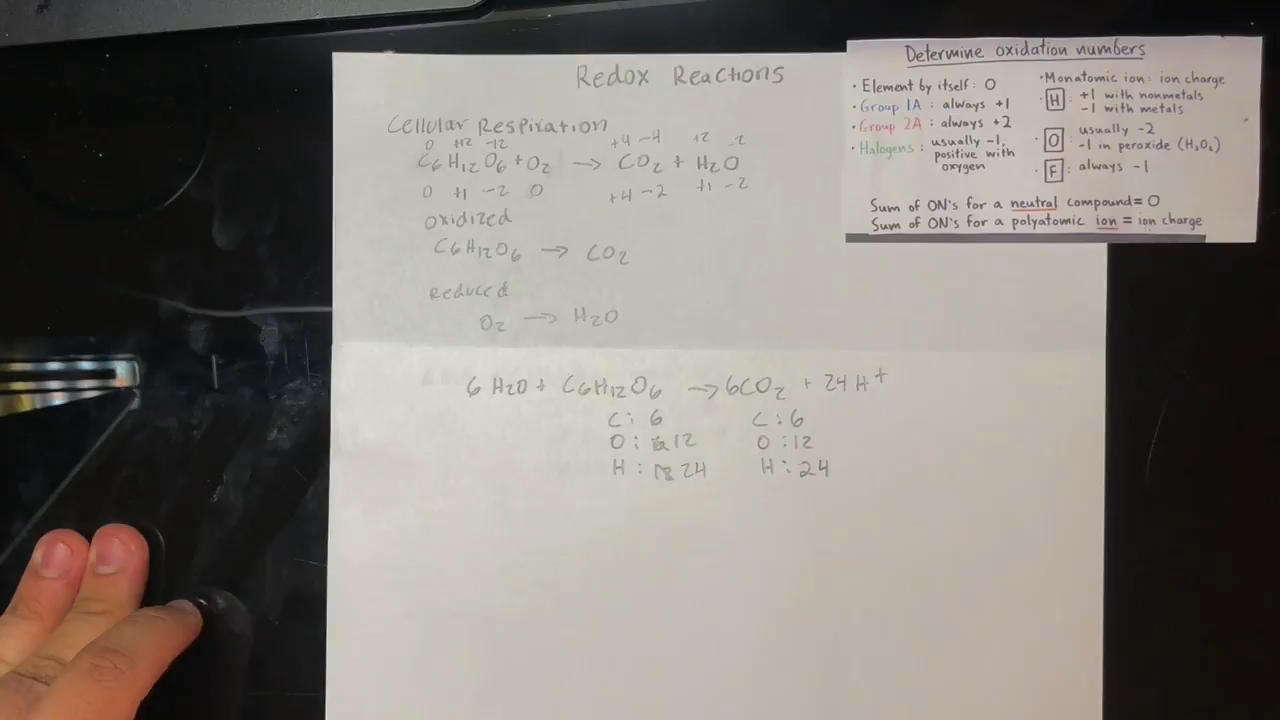 Redox Reactions
Cellular Respiration
0 +12 -12 +4 -4 +2 -2
C6H12O6 + O2 → CO2 + H2O
0 +1 -2 0 +4 -2 +1 -2
oxidized
C6H12O6 → CO2
Reduced
O2 → H2O
6 H2O + C6H12O6 → 6CO2 + 24 H+
C: 6 C: 6
O: 12 O: 12
H: 24 H: 24
Determine oxidation numbers
• Element by itself: 0
• Group 1A: always +1
• Group 2A: always +2
• Halogens: usually -1,
positive with
oxygen
• Monatomic ion: ion charge
• H: +1 with nonmetals
-1 with metals
• O: usually -2
-1 in peroxide (H2O2)
• F: always -1
Sum of ON's for a neutral compound = 0
Sum of ON's for a polyatomic ion = ion charge